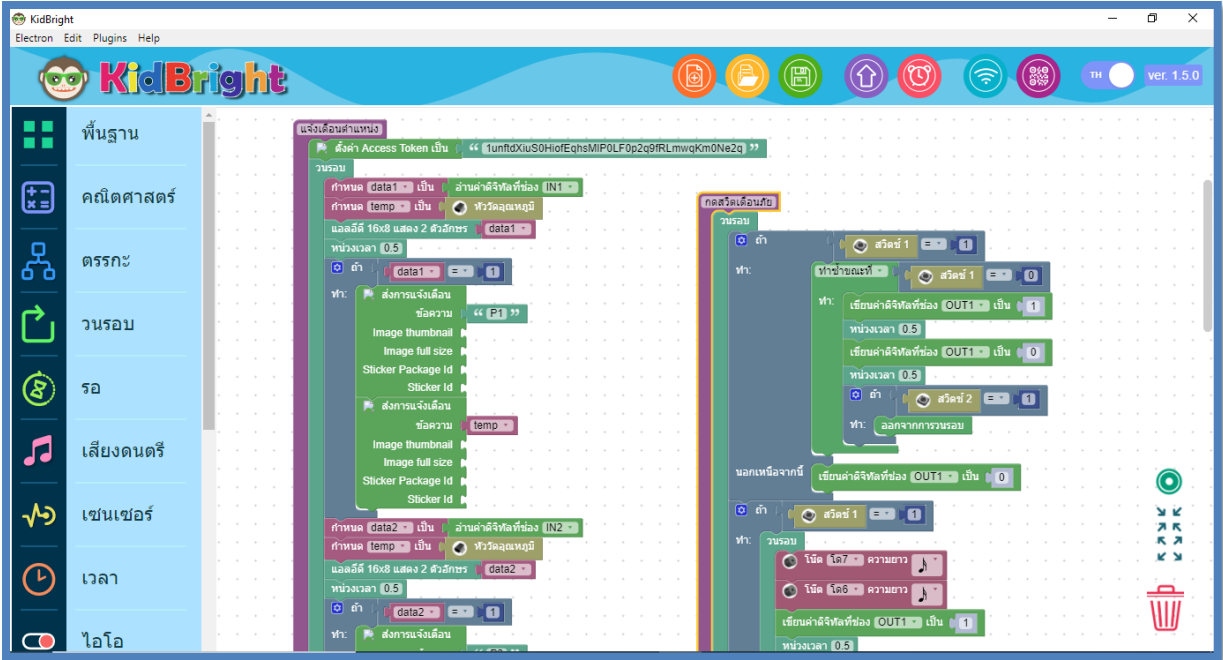 KidBright
Electron Edit Plugins Help
KidBright
TH
ver. 1.5.0
พื้นฐาน
คณิตศาสตร์
ตรรกะ
วนรอบ
รอ
เสียงดนตรี
เซนเซอร์
เวลา
ไอโอ
แจ้งเตือนตำแหน่ง
ตั้งค่า Access Token เป็น “ 1unftdXiuS0HiofEqhsMIP0LF0p2q9fRLmwqKm0Ne2q ”
วนรอบ
กำหนด data1 เป็น อ่านค่าดิจิทัลที่ช่อง IN1
กำหนด temp เป็น หัววัดอุณหภูมิ
แอลอีดี 16x8 แสดง 2 ตัวอักษร data1
หน่วงเวลา 0.5
ถ้า data1 = 1
ทำ: ส่งการแจ้งเตือน
ข้อความ “ P1 ”
Image thumbnail
Image full size
Sticker Package Id
Sticker Id
ส่งการแจ้งเตือน
ข้อความ temp
Image thumbnail
Image full size
Sticker Package Id
Sticker Id
กำหนด data2 เป็น อ่านค่าดิจิทัลที่ช่อง IN2
กำหนด temp เป็น หัววัดอุณหภูมิ
แอลอีดี 16x8 แสดง 2 ตัวอักษร data2
หน่วงเวลา 0.5
ถ้า data2 = 1
ทำ: ส่งการแจ้งเตือน
กดสวิตเตือนภัย
วนรอบ
ถ้า สวิตช์ 1 = 1
ทำ: ทำซ้ำขณะที่ สวิตช์ 1 = 0
ทำ: เขียนค่าดิจิทัลที่ช่อง OUT1 เป็น 1
หน่วงเวลา 0.5
เขียนค่าดิจิทัลที่ช่อง OUT1 เป็น 0
หน่วงเวลา 0.5
ถ้า สวิตช์ 2 = 1
ทำ: ออกจากการวนรอบ
นอกเหนือจากนี้ เขียนค่าดิจิทัลที่ช่อง OUT1 เป็น 0
ถ้า สวิตช์ 1 = 1
ทำ: วนรอบ
โน๊ต โด7 ความยาว
โน๊ต โด6 ความยาว
เขียนค่าดิจิทัลที่ช่อง OUT1 เป็น 1
หน่วงเวลา 0.5